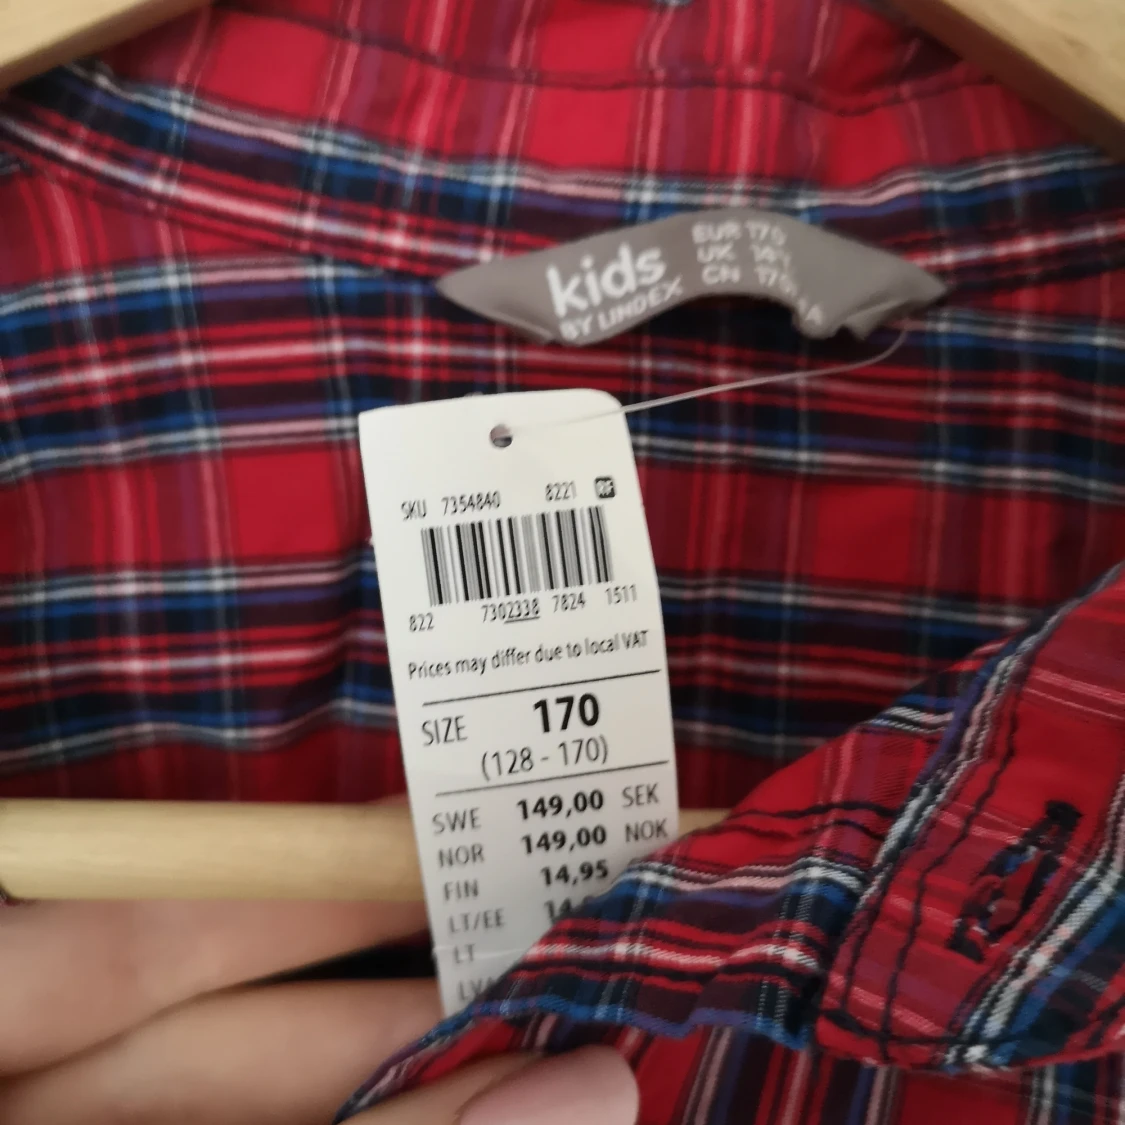 kids
BY LINDEX
EUR 170
UK
CN
SKU 7354840 8221 RF
822 7302338 7824 1511
Prices may differ due to local VAT
SIZE 170
(128 - 170)
SWE 149,00 SEK
NOR 149,00 NOK
FIN 14,95
LT/EE
LT